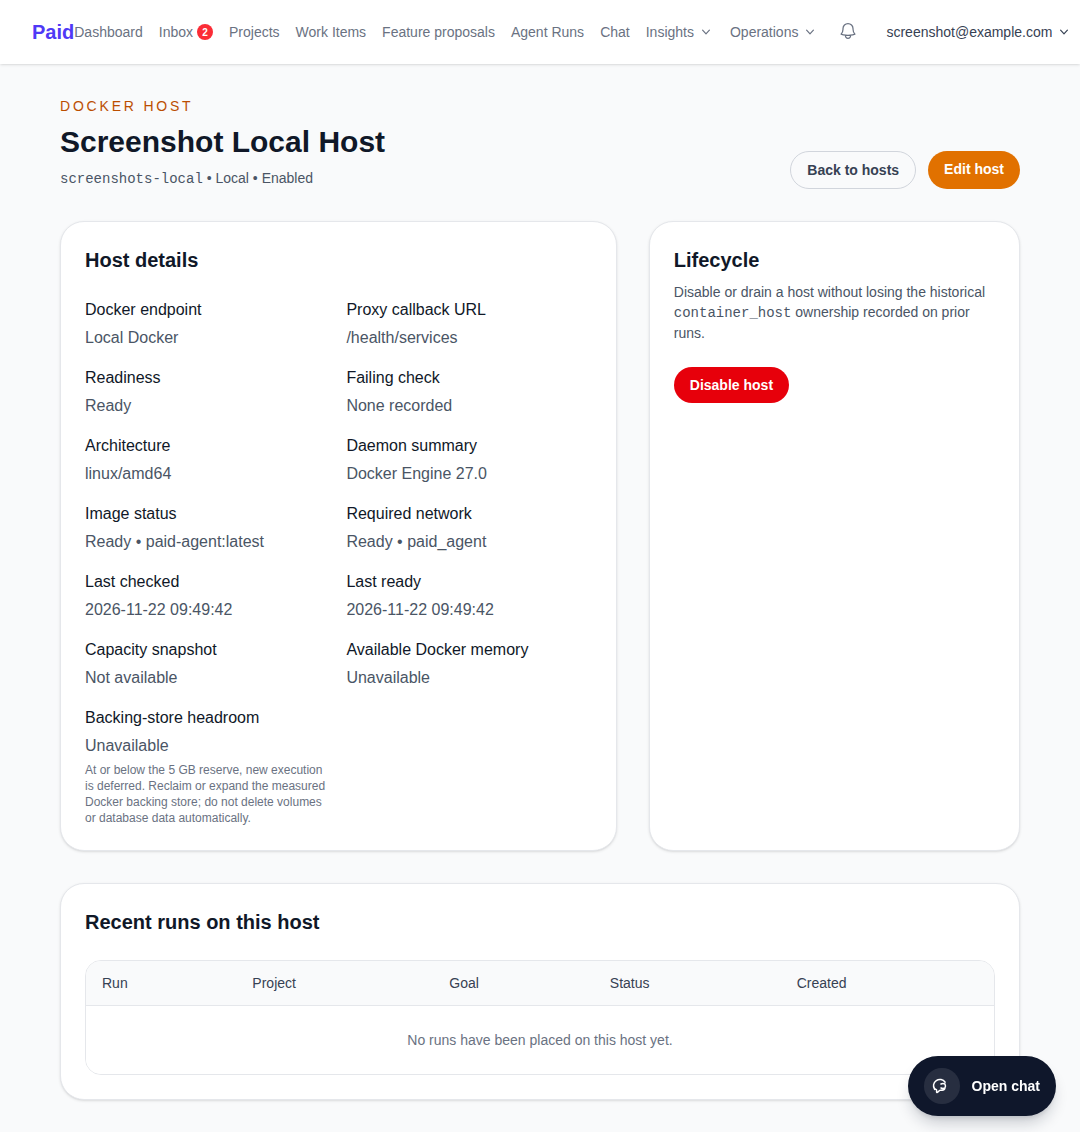 Paid Dashboard Inbox 2 Projects Work Items Feature proposals Agent Runs Chat Insights Operations screenshot@example.com
DOCKER HOST
Screenshot Local Host
screenshots-local • Local • Enabled
Back to hosts
Edit host
Host details
Docker endpoint
Local Docker
Proxy callback URL
/health/services
Readiness
Ready
Failing check
None recorded
Architecture
linux/amd64
Daemon summary
Docker Engine 27.0
Image status
Ready • paid-agent:latest
Required network
Ready • paid_agent
Last checked
2026-11-22 09:49:42
Last ready
2026-11-22 09:49:42
Capacity snapshot
Not available
Available Docker memory
Unavailable
Backing-store headroom
Unavailable
At or below the 5 GB reserve, new execution
is deferred. Reclaim or expand the measured
Docker backing store; do not delete volumes
or database data automatically.
Lifecycle
Disable or drain a host without losing the historical
container_host ownership recorded on prior
runs.
Disable host
Recent runs on this host
Run Project Goal Status Created
No runs have been placed on this host yet.
Open chat